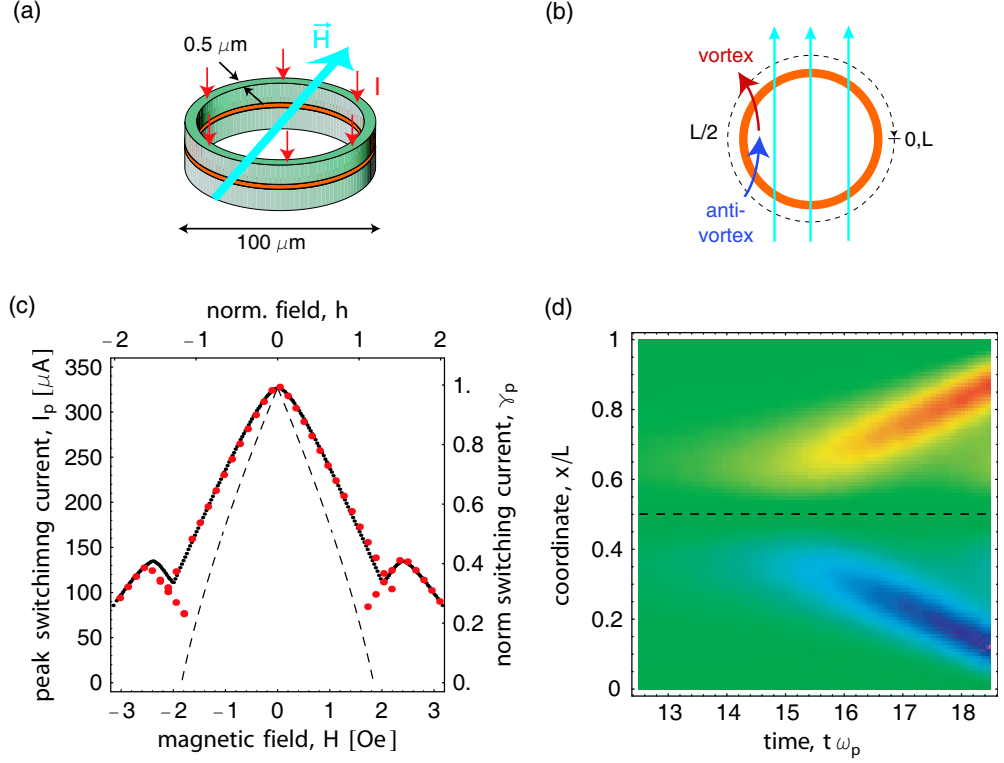 (a)
0.5 μm
H
I
100 μm
(b)
vortex
L/2
0,L
anti-
vortex
(c)
norm. field, h
−2 −1 0 1 2
peak switchimng current, Ip [μA]
350
300
250
200
150
100
50
0
norm switching current, γp
1.
0.8
0.6
0.4
0.2
0.
−3 −2 −1 0 1 2 3
magnetic field, H [Oe]
(d)
coordinate, x/L
1
0.8
0.6
0.4
0.2
0
13 14 15 16 17 18
time, t ωp